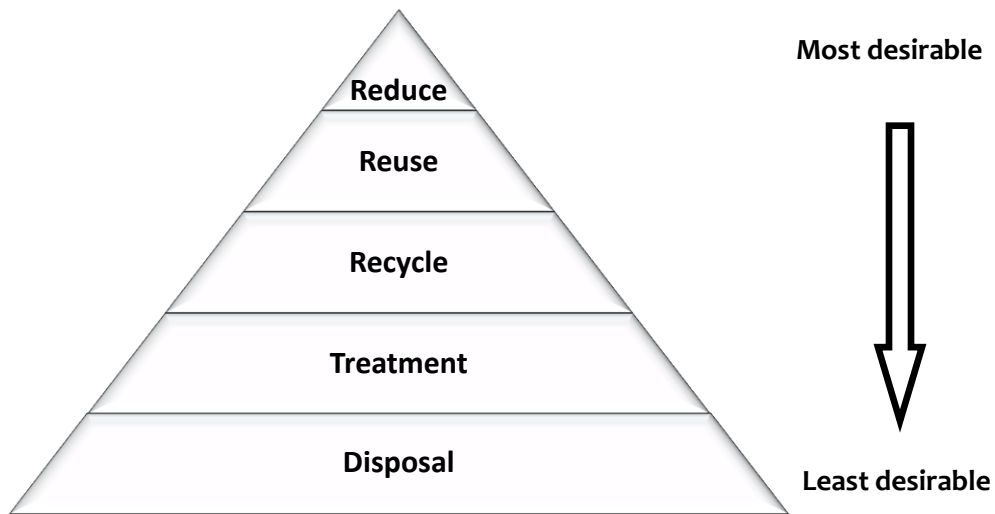 Most desirable
Reduce
Reuse
Recycle
Treatment
Disposal
Least desirable